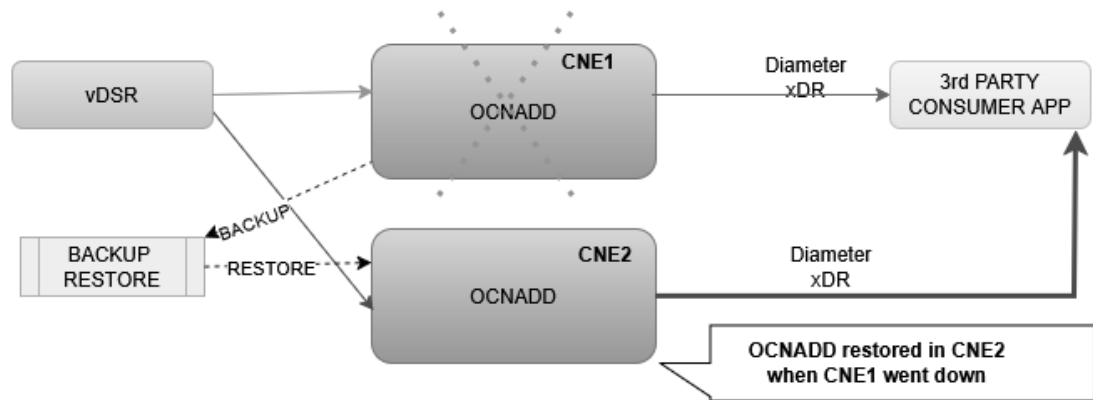 vDSR
CNE1
OCNADD
Diameter
xDR
3rd PARTY
CONSUMER APP
BACKUP
BACKUP
RESTORE
RESTORE
CNE2
OCNADD
Diameter
xDR
OCNADD restored in CNE2
when CNE1 went down